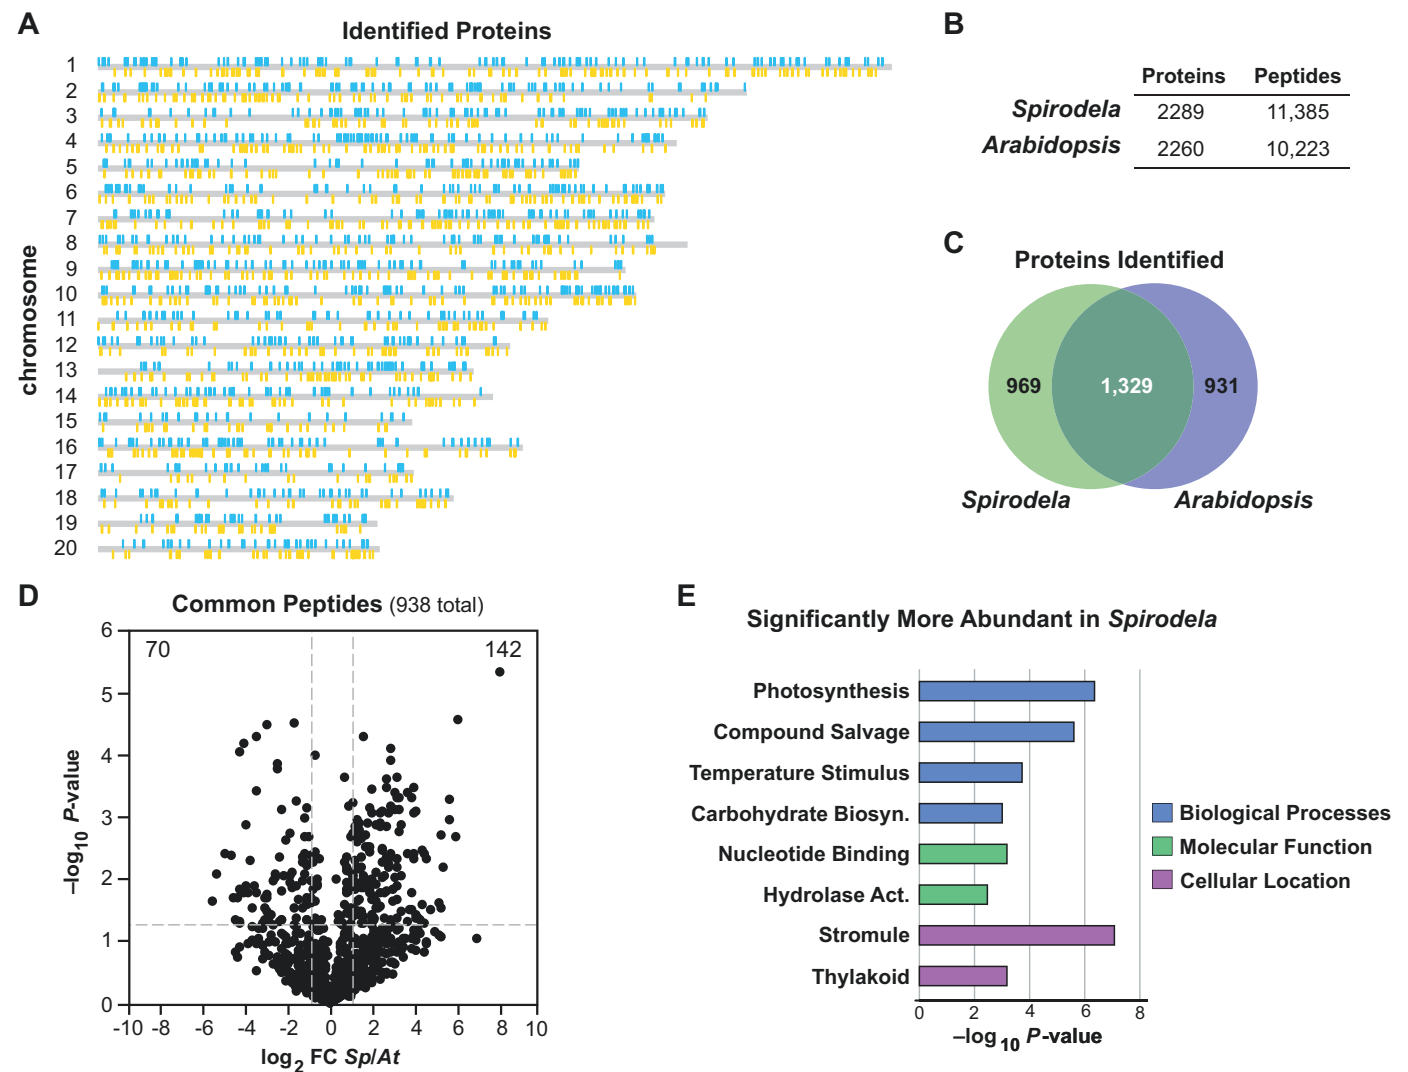 A
Identified Proteins
chromosome
1
2
3
4
5
6
7
8
9
10
11
12
13
14
15
16
17
18
19
20
B
Proteins Peptides
Spirodela 2289 11,385
Arabidopsis 2260 10,223
C
Proteins Identified
969 1,329 931
Spirodela Arabidopsis
D
Common Peptides (938 total)
70 142
–log10 P-value
6
5
4
3
2
1
0
-10 -8 -6 -4 -2 0 2 4 6 8 10
log2 FC Sp/At
E
Significantly More Abundant in Spirodela
Photosynthesis
Compound Salvage
Temperature Stimulus
Carbohydrate Biosyn.
Nucleotide Binding
Hydrolase Act.
Stromule
Thylakoid
0 2 4 6 8
–log10 P-value
Biological Processes
Molecular Function
Cellular Location